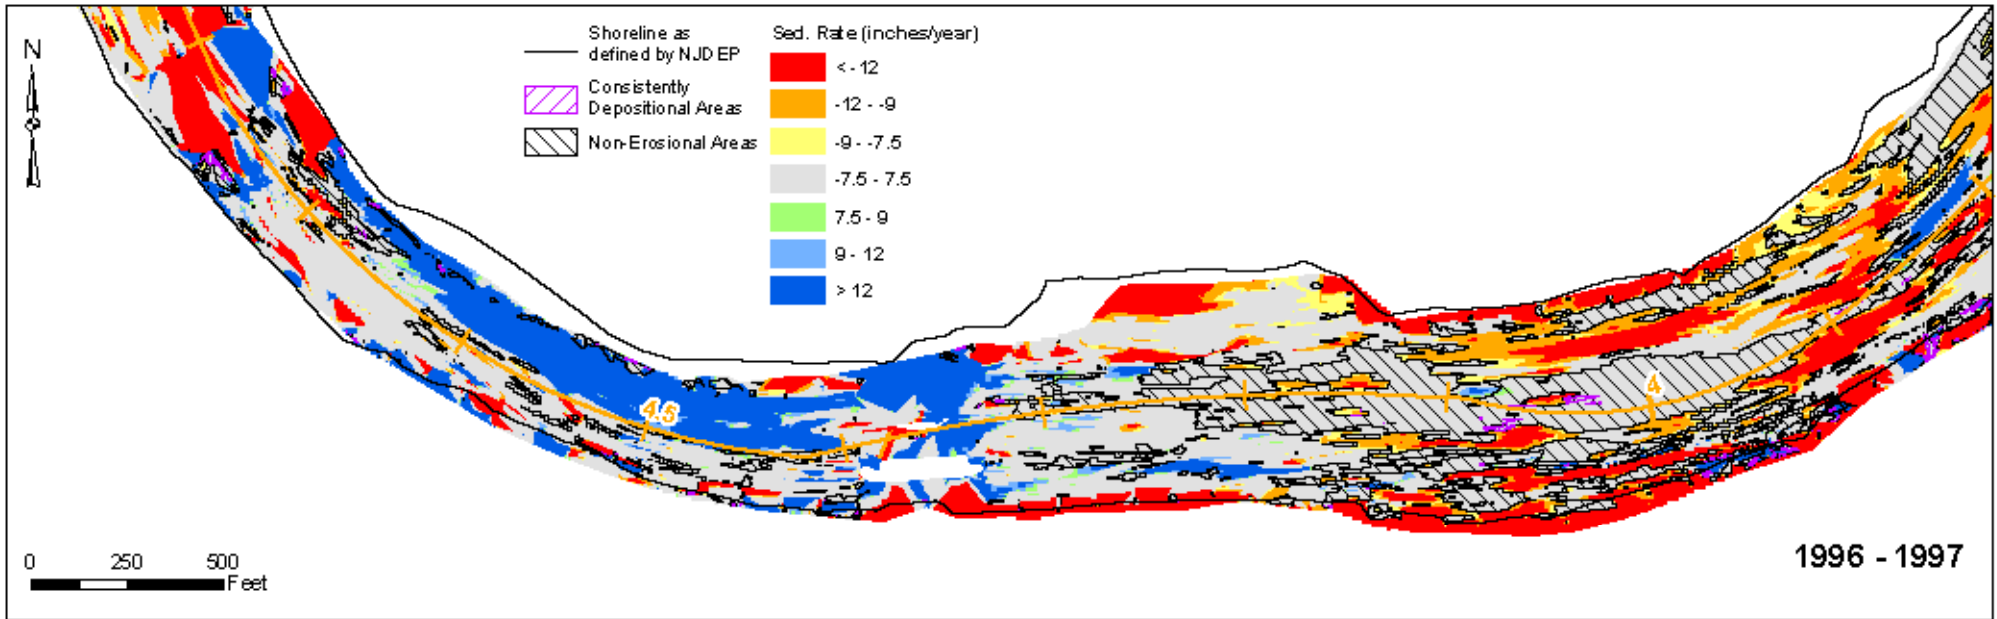 N
Shoreline as
defined by NJDEP
Consistently
Depositional Areas
Non-Erosional Areas
Sed. Rate (inches/year)
< -12
-12 - -9
-9 - -7.5
-7.5 - 7.5
7.5 - 9
9 - 12
> 12
4.5
4
0 250 500
Feet
1996 - 1997